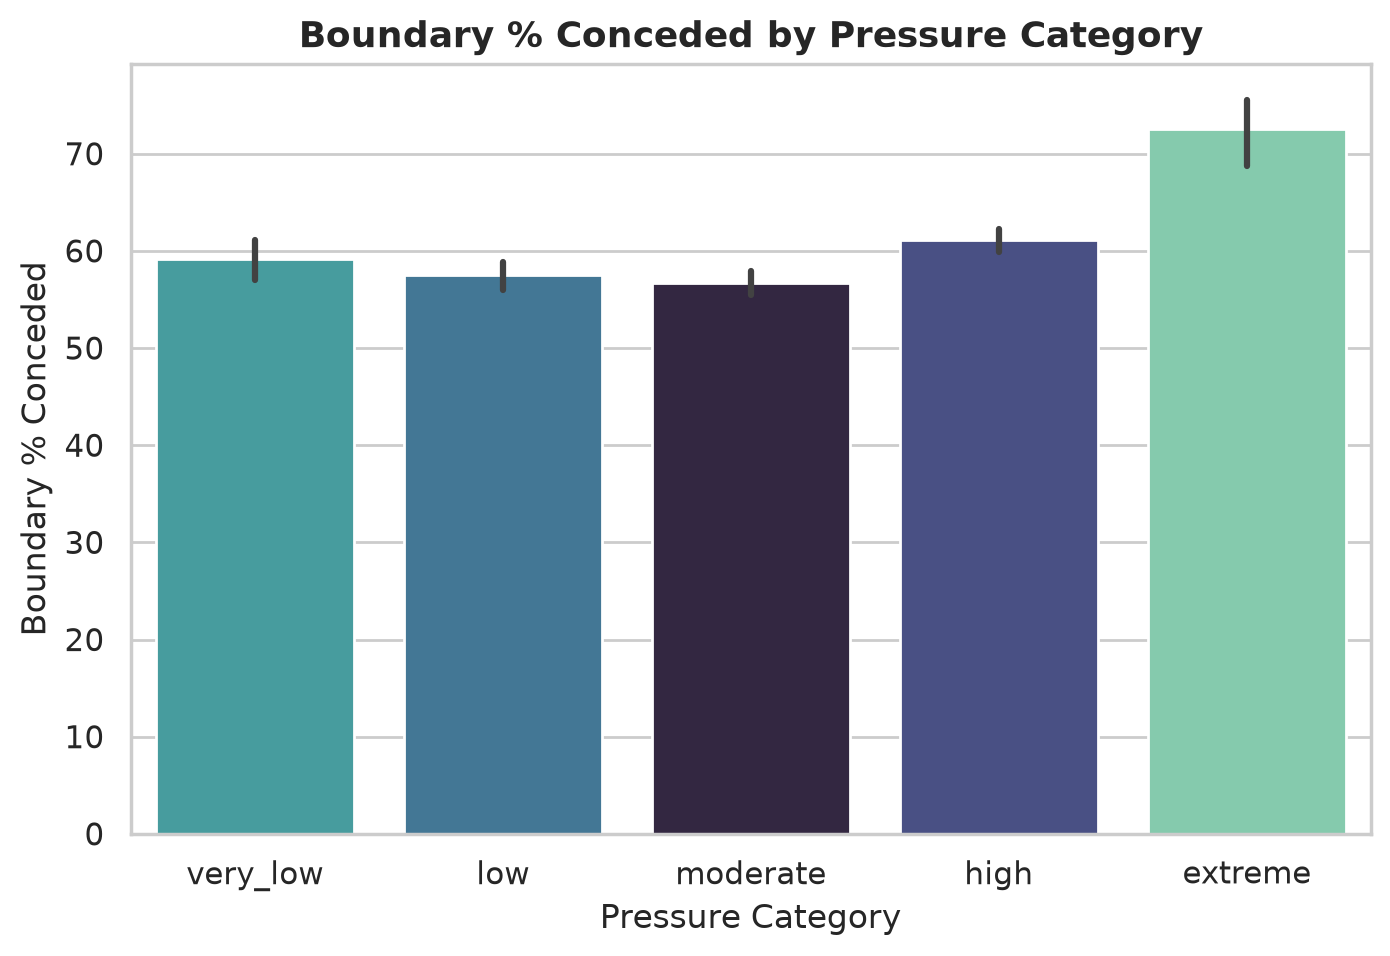 Boundary % Conceded by Pressure Category
Boundary % Conceded
70
60
50
40
30
20
10
0
very_low low moderate high extreme
Pressure Category